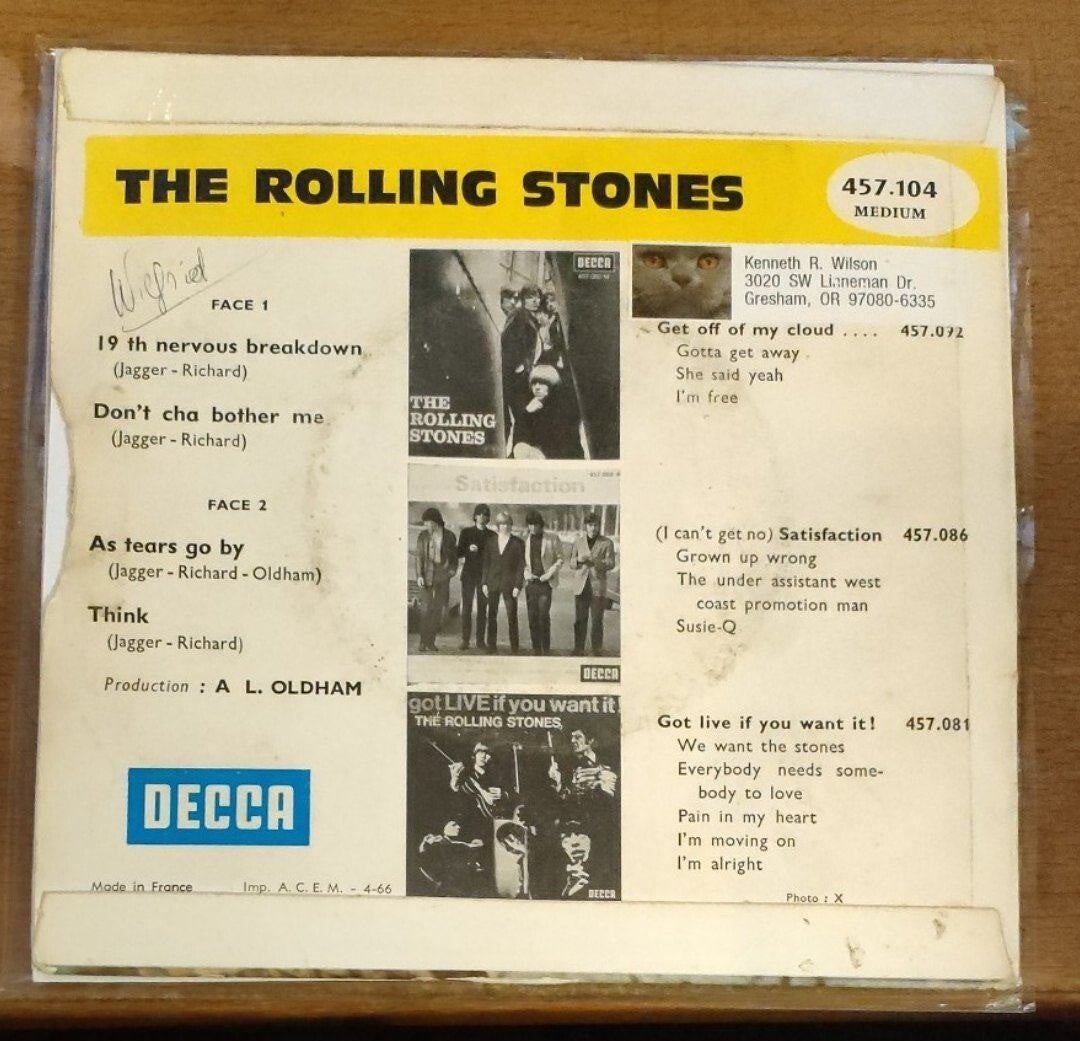 THE ROLLING STONES
457.104
MEDIUM
Wiefried
FACE 1
19 th nervous breakdown
(Jagger - Richard)
Don't cha bother me
(Jagger - Richard)
FACE 2
As tears go by
(Jagger - Richard - Oldham)
Think
(Jagger - Richard)
Production : A L. OLDHAM
DECCA
Made in France
Imp. A. C. E. M. - 4-66
DECCA
THE
ROLLING
STONES
Satisfaction
DECCA
got LIVE if you want it!
THE ROLLING STONES
DECCA
Kenneth R. Wilson
3020 SW Linneman Dr.
Gresham, OR 97080-6335
Get off of my cloud .... 457.092
Gotta get away
She said yeah
I'm free
(I can't get no) Satisfaction 457.086
Grown up wrong
The under assistant west
coast promotion man
Susie-Q
Got live if you want it! 457.081
We want the stones
Everybody needs some-
body to love
Pain in my heart
I'm moving on
I'm alright
Photo : X